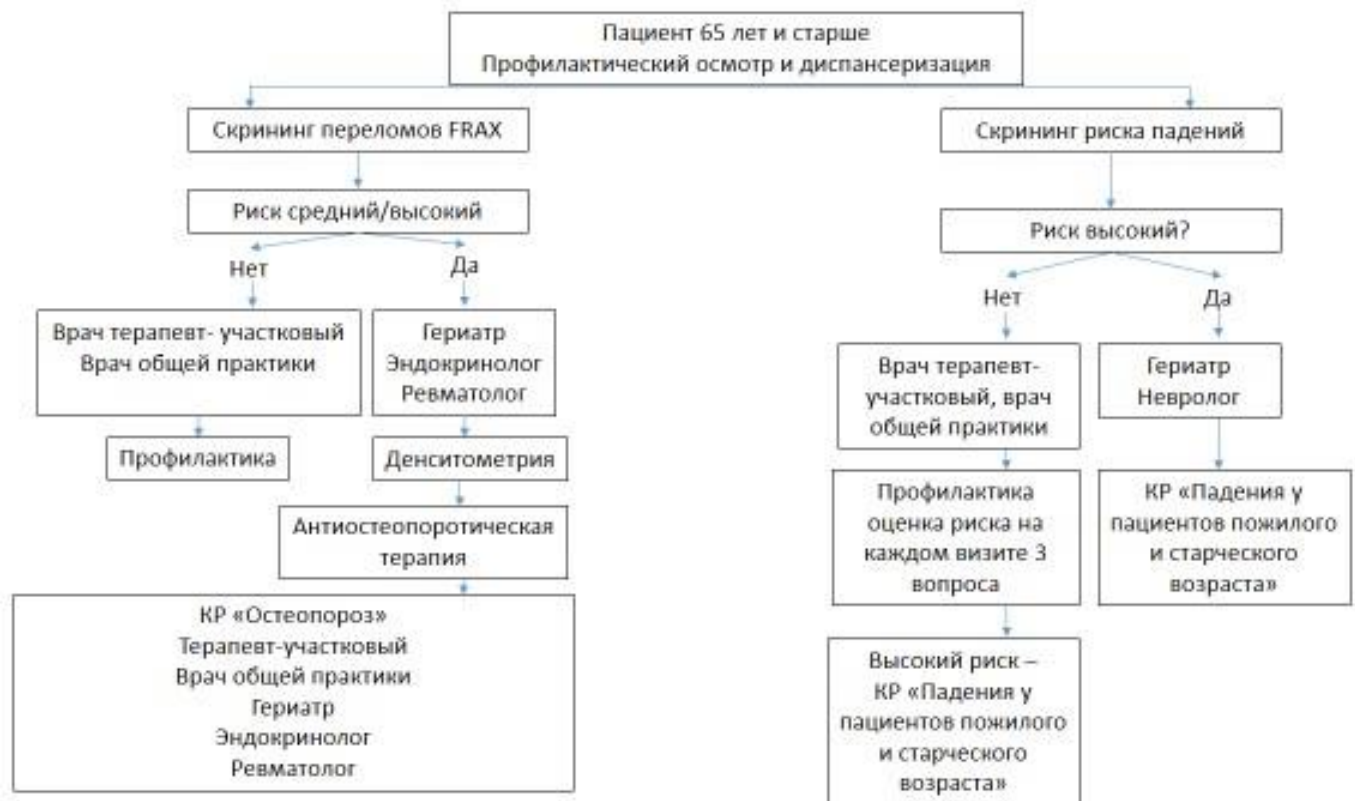 Пациент 65 лет и старше
Профилактический осмотр и диспансеризация
Скрининг переломов FRAX
Риск средний/высокий
Нет
Да
Врач терапевт- участковый
Врач общей практики
Гериатр
Эндокринолог
Ревматолог
Профилактика
Денситометрия
Антиостеопоротическая
терапия
КР «Остеопороз»
Терапевт-участковый
Врач общей практики
Гериатр
Эндокринолог
Ревматолог
Скрининг риска падений
Риск высокий?
Нет
Да
Врач терапевт-
участковый, врач
общей практики
Гериатр
Невролог
Профилактика
оценка риска на
каждом визите 3
вопроса
КР «Падения у
пациентов пожилого
и старческого
возраста»
Высокий риск –
КР «Падения у
пациентов пожилого
и старческого
возраста»